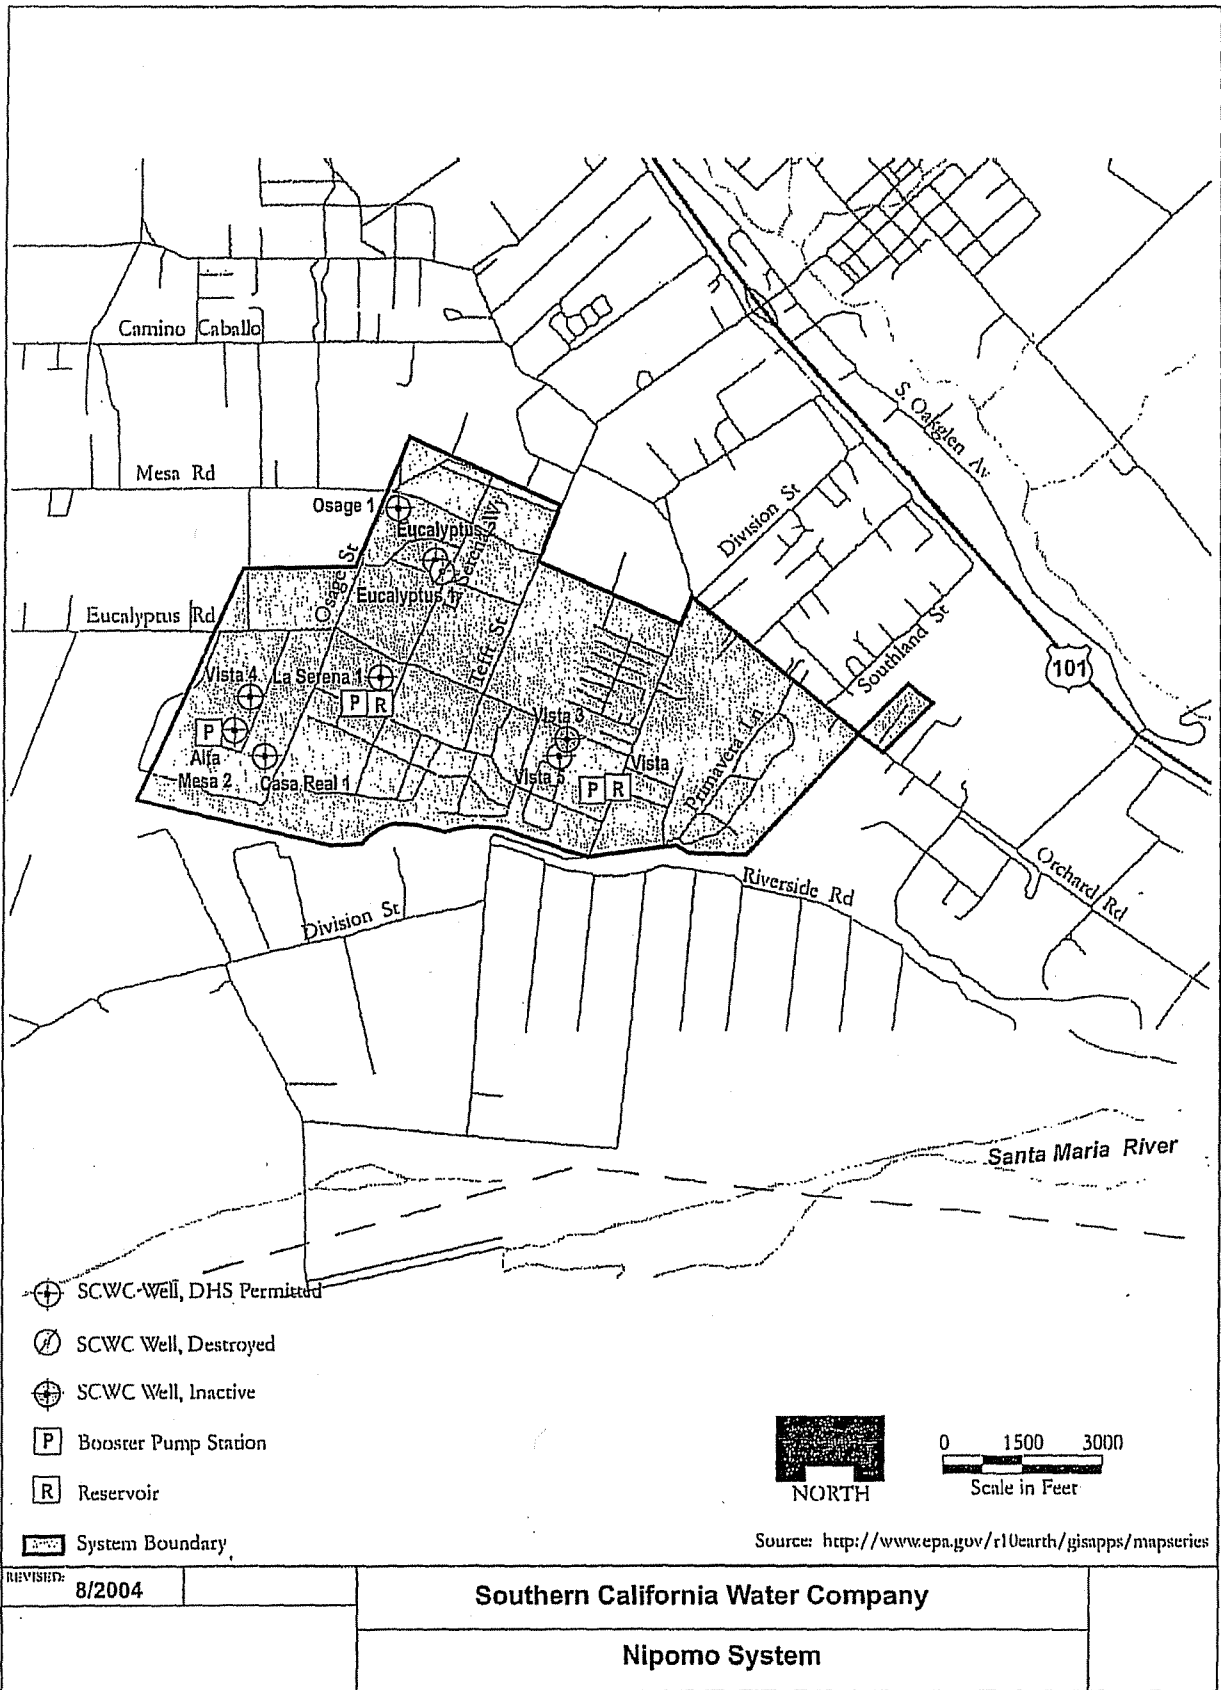 Camino Caballo
S. Oakglen Av
Mesa Rd
Osage 1
Division St
Eucalyptus
Osage St
Eucalyptus 1
Tefft St
Eucalyptus Rd
Southland St
101
Vista 4
La Serena 1
P R
P
Vista 3
Alta
Mesa 2
Casa Real 1
Vista 5
Vista
P R
Primavera Ln
Orchard Rd
Riverside Rd
Division St
Santa Maria River
SCWC Well, DHS Permitted
SCWC Well, Destroyed
SCWC Well, Inactive
P Booster Pump Station
R Reservoir
System Boundary
NORTH
0 1500 3000
Scale in Feet
Source: http://www.epa.gov/r10earth/gisapps/mapseries
REVISED:
8/2004
Southern California Water Company
Nipomo System